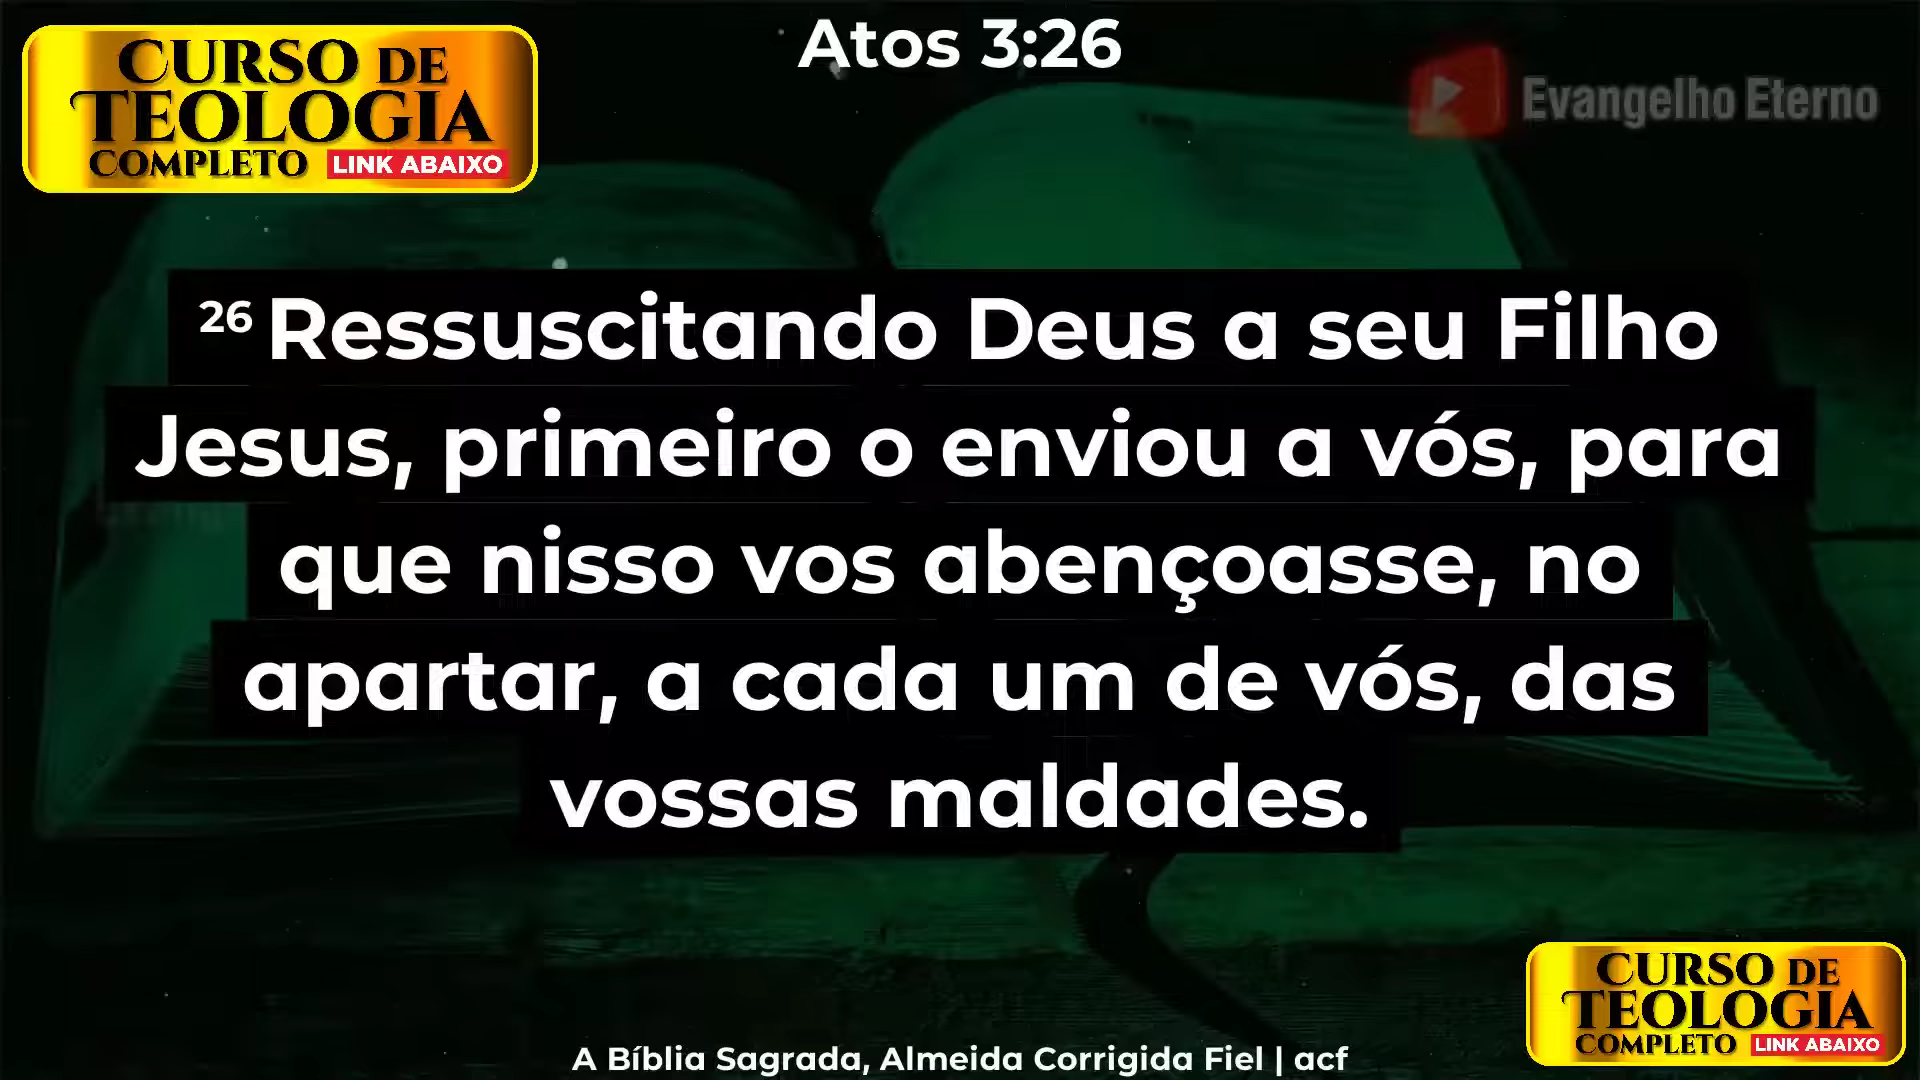 Atos 3:26
CURSO DE
TEOLOGIA
COMPLETO LINK ABAIXO
Evangelho Eterno
26 Ressuscitando Deus a seu Filho
Jesus, primeiro o enviou a vós, para
que nisso vos abençoasse, no
apartar, a cada um de vós, das
vossas maldades.
CURSO DE
TEOLOGIA
COMPLETO LINK ABAIXO
A Bíblia Sagrada, Almeida Corrigida Fiel | acf